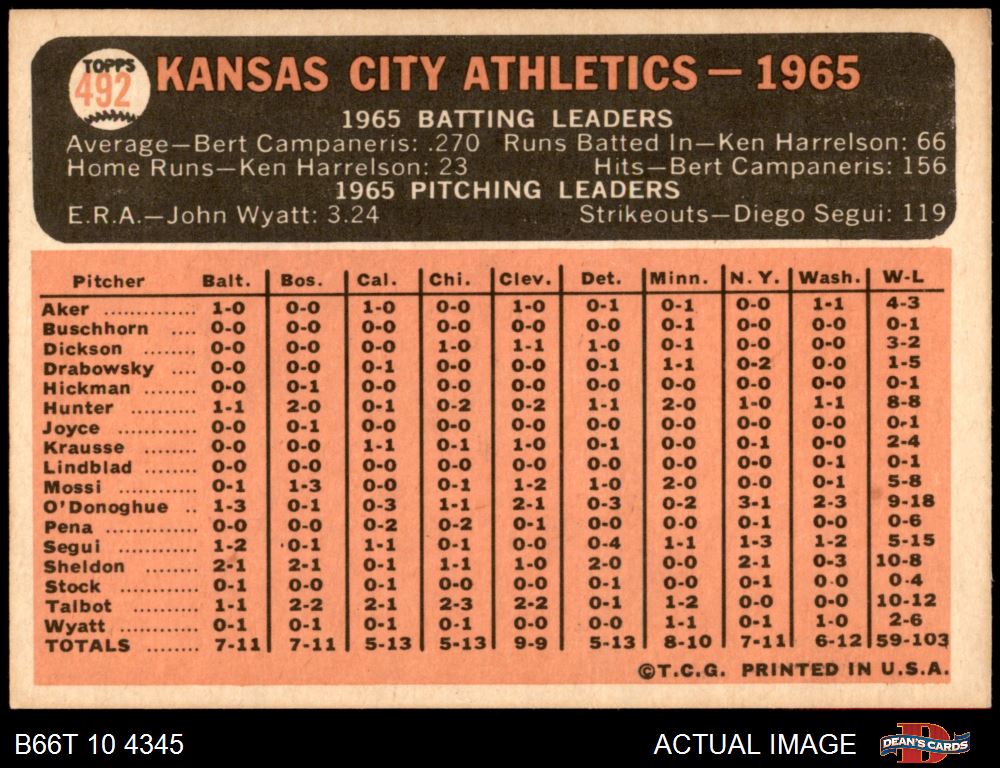 TOPPS
492
KANSAS CITY ATHLETICS — 1965
1965 BATTING LEADERS
Average—Bert Campaneris: .270 Runs Batted In—Ken Harrelson: 66
Home Runs—Ken Harrelson: 23 Hits—Bert Campaneris: 156
1965 PITCHING LEADERS
E.R.A.—John Wyatt: 3.24 Strikeouts—Diego Segui: 119
Pitcher Balt. Bos. Cal. Chi. Clev. Det. Minn. N.Y. Wash. W-L
Aker ............. 1-0 0-0 1-0 0-0 1-0 0-1 0-1 0-0 1-1 4-3
Buschhorn .... 0-0 0-0 0-0 0-0 0-0 0-0 0-1 0-0 0-0 0-1
Dickson ........ 0-0 0-0 0-0 1-0 1-1 1-0 0-1 0-0 0-0 3-2
Drabowsky .... 0-0 0-0 0-1 0-0 0-0 0-1 1-1 0-2 0-0 1-5
Hickman ........ 0-0 0-1 0-0 0-0 0-0 0-0 0-0 0-0 0-0 0-1
Hunter .......... 1-1 2-0 0-1 0-2 0-2 1-1 2-0 1-0 1-1 8-8
Joyce ........... 0-0 0-1 0-0 0-0 0-0 0-0 0-0 0-0 0-0 0-1
Krausse ........ 0-0 0-0 1-1 0-1 1-0 0-1 0-0 0-1 0-0 2-4
Lindblad ....... 0-0 0-0 0-0 0-0 0-0 0-0 0-0 0-0 0-1 0-1
Mossi ........... 0-1 1-3 0-0 0-1 1-2 1-0 2-0 0-0 0-1 5-8
O'Donoghue .. 1-3 0-1 0-3 1-1 2-1 0-3 0-2 3-1 2-3 9-18
Pena ............. 0-0 0-0 0-2 0-2 0-1 0-0 0-0 0-1 0-0 0-6
Segui ............ 1-2 0-1 1-1 0-1 0-0 0-4 1-1 1-3 1-2 5-15
Sheldon ........ 2-1 2-1 0-1 1-1 1-0 2-0 0-0 2-1 0-3 10-8
Stock ............ 0-1 0-0 0-1 0-0 0-0 0-1 0-0 0-1 0-0 0-4
Talbot ........... 1-1 2-2 2-1 2-3 2-2 0-1 1-2 0-0 0-0 10-12
Wyatt ............ 0-1 0-1 0-1 0-1 0-0 0-0 1-1 0-1 1-0 2-6
TOTALS ........ 7-11 7-11 5-13 5-13 9-9 5-13 8-10 7-11 6-12 59-103
©T.C.G. PRINTED IN U.S.A.
B66T 10 4345 ACTUAL IMAGE
D
DEAN'S CARDS